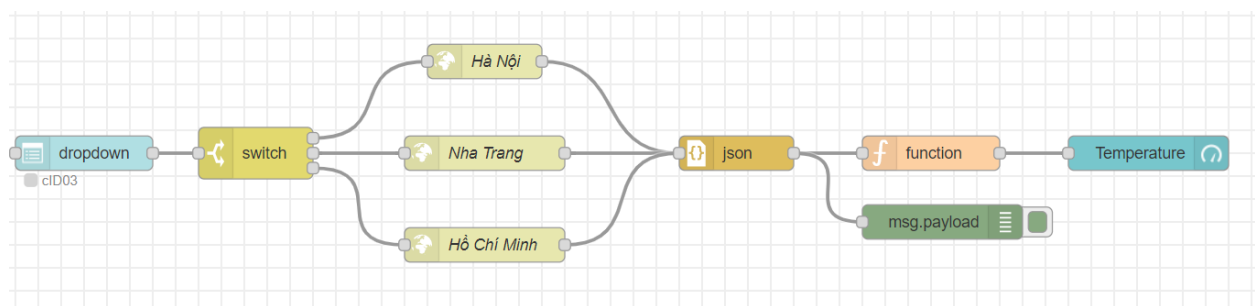 Hà Nội
dropdown
switch
Nha Trang
json
function
Temperature
cID03
msg.payload
Hồ Chí Minh